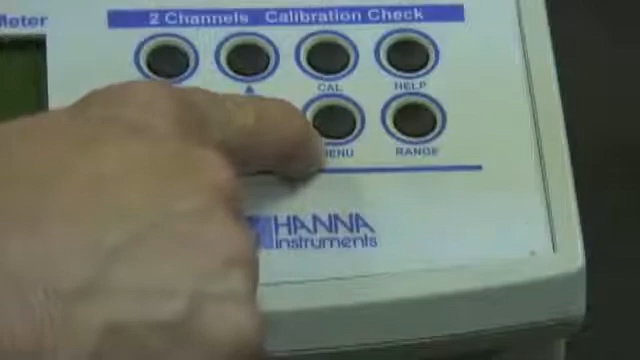 Meter
2 Channels Calibration Check
CAL HELP
MENU RANGE
HANNA
instruments